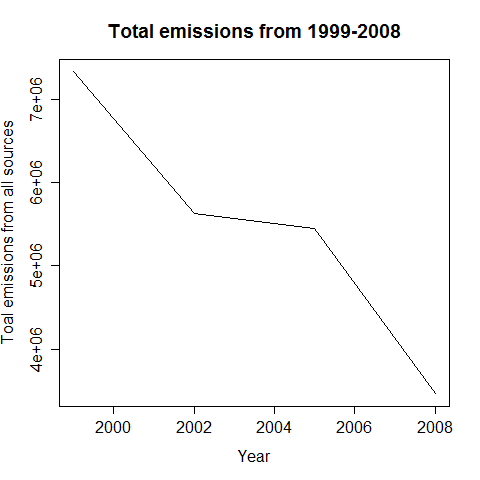 Total emissions from 1999-2008
Toal emissions from all sources
7e+06
6e+06
5e+06
4e+06
2000 2002 2004 2006 2008
Year